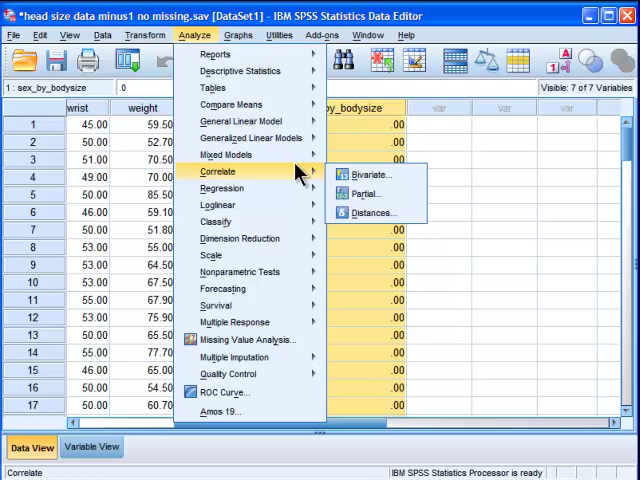 *head size data minus1 no missing.sav [DataSet1] - IBM SPSS Statistics Data Editor
File Edit View Data Transform Analyze Graphs Utilities Add-ons Window Help
1 : sex_by_bodysize .0 Visible: 7 of 7 Variables
wrist weight by_bodysize var var var
1 45.00 59.50 .00
2 50.00 52.70 .00
3 51.00 70.50 .00
4 49.00 70.00
5 50.00 85.50
6 46.00 59.10
7 50.00 51.80 .00
8 53.00 55.00 .00
9 53.00 64.50 .00
10 53.00 67.50 .00
11 55.00 67.90 .00
12 53.00 75.90 .00
13 50.00 65.50 .00
14 55.00 77.70 .00
15 46.00 65.00 .00
16 50.00 54.50 .00
17 50.00 60.70 .00
Reports
Descriptive Statistics
Tables
Compare Means
General Linear Model
Generalized Linear Models
Mixed Models
Correlate
Regression
Loglinear
Classify
Dimension Reduction
Scale
Nonparametric Tests
Forecasting
Survival
Multiple Response
Missing Value Analysis...
Multiple Imputation
Quality Control
ROC Curve...
Amos 19...
Bivariate...
Partial...
Distances...
Data View Variable View
Correlate IBM SPSS Statistics Processor is ready